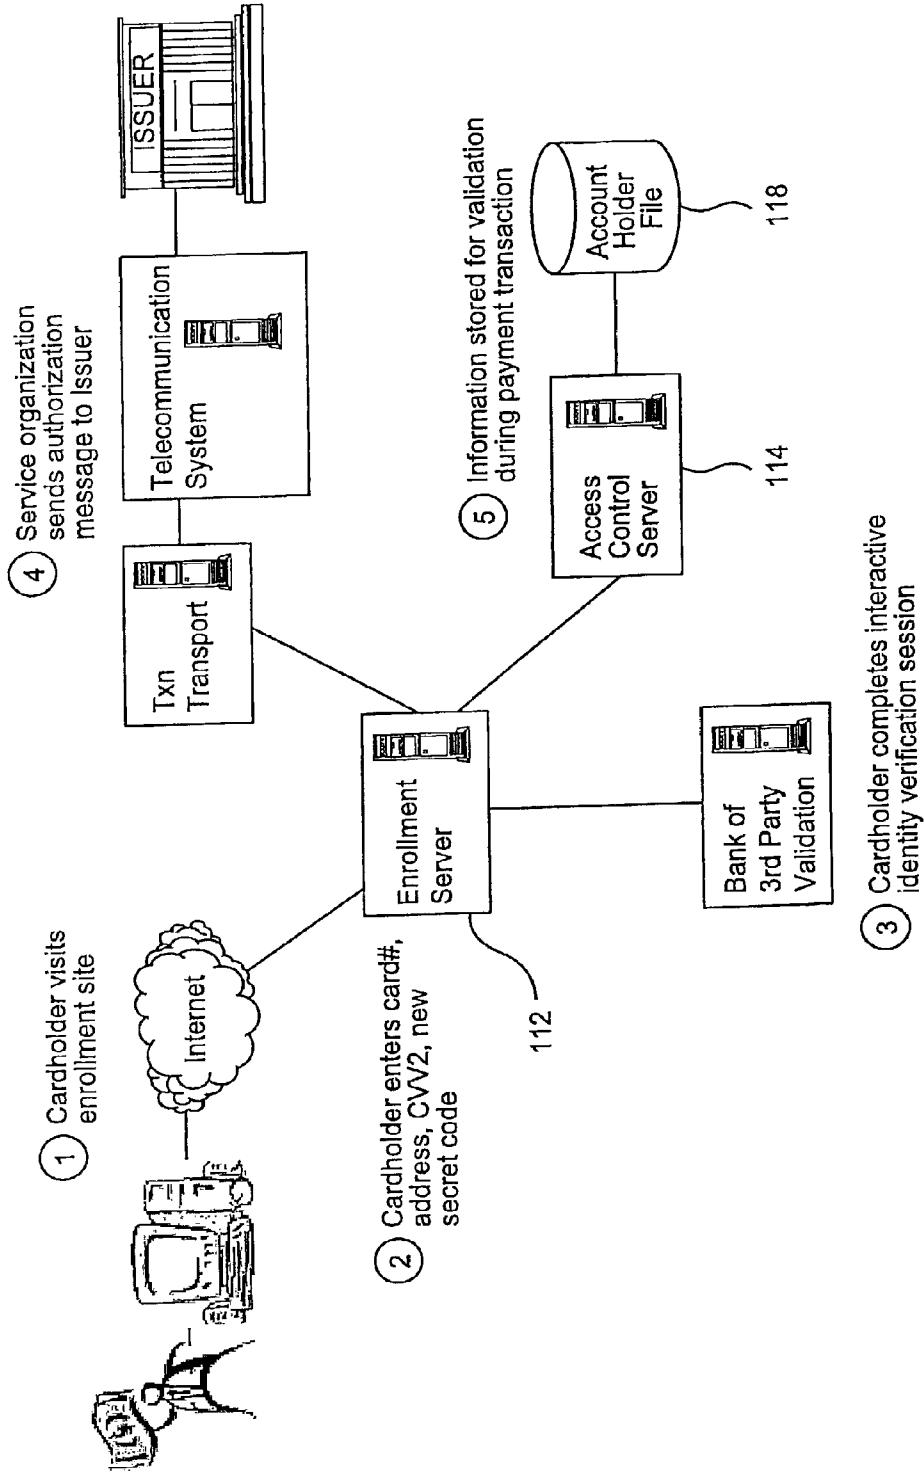 1
Cardholder visits
enrollment site
Internet
2
Cardholder enters card#,
address, CVV2, new
secret code
Enrollment
Server
112
3
Cardholder completes interactive
identity verification session
Bank of
3rd Party
Validation
4
Service organization
sends authorization
message to Issuer
Txn
Transport
Telecommunication
System
ISSUER
5
Information stored for validation
during payment transaction
Access
Control
Server
114
Account
Holder
File
118